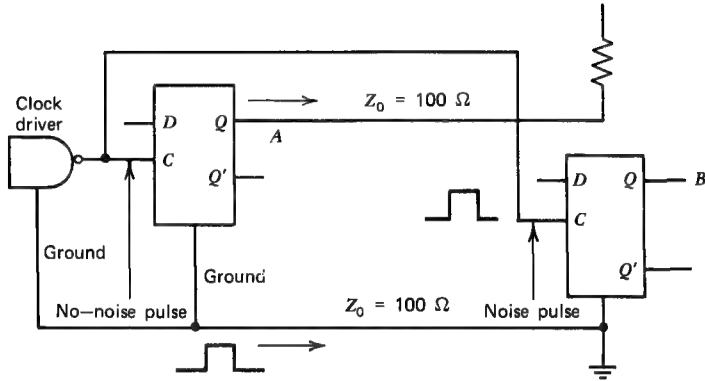 Z₀ = 100 Ω
Clock
driver
D
Q
A
C
Q'
D
Q
B
C
Q'
Ground
Ground
No–noise pulse
Z₀ = 100 Ω
Noise pulse